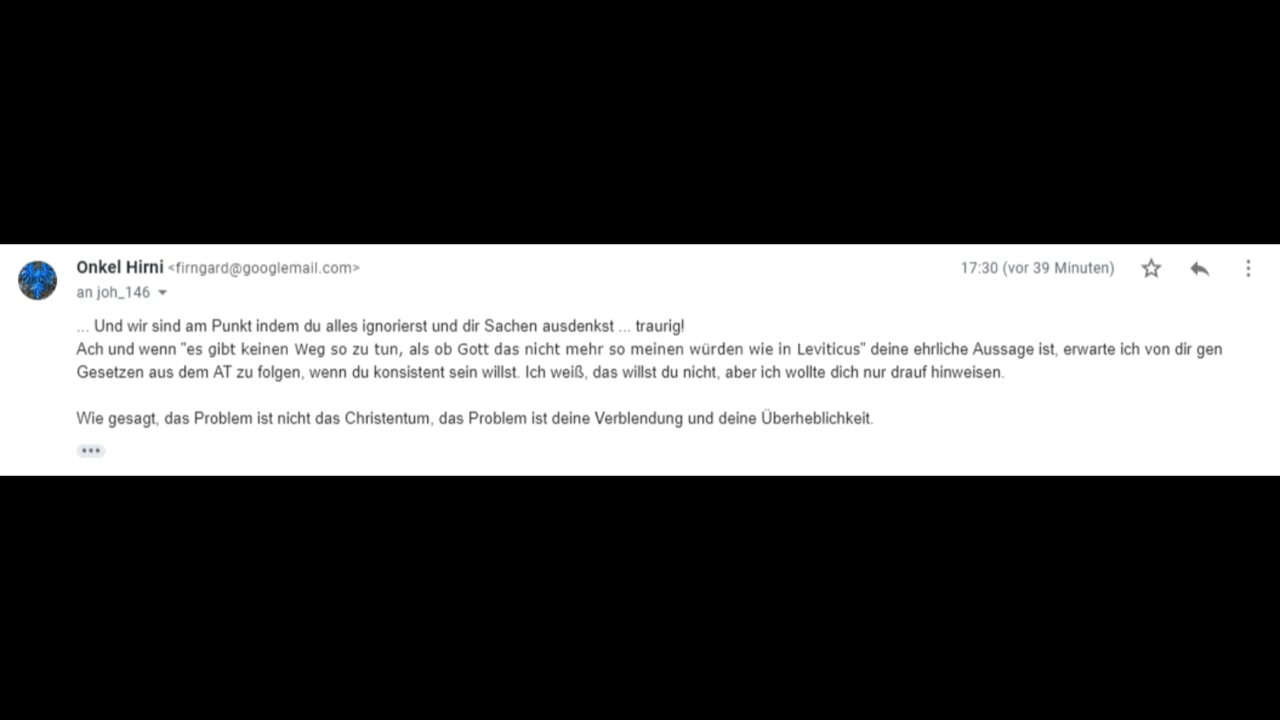 Onkel Hirni <firngard@googlemail.com> 17:30 (vor 39 Minuten)
an joh_146
... Und wir sind am Punkt indem du alles ignorierst und dir Sachen ausdenkst ... traurig!
Ach und wenn "es gibt keinen Weg so zu tun, als ob Gott das nicht mehr so meinen würden wie in Leviticus" deine ehrliche Aussage ist, erwarte ich von dir gen
Gesetzen aus dem AT zu folgen, wenn du konsistent sein willst. Ich weiß, das willst du nicht, aber ich wollte dich nur drauf hinweisen.
Wie gesagt, das Problem ist nicht das Christentum, das Problem ist deine Verblendung und deine Überheblichkeit.